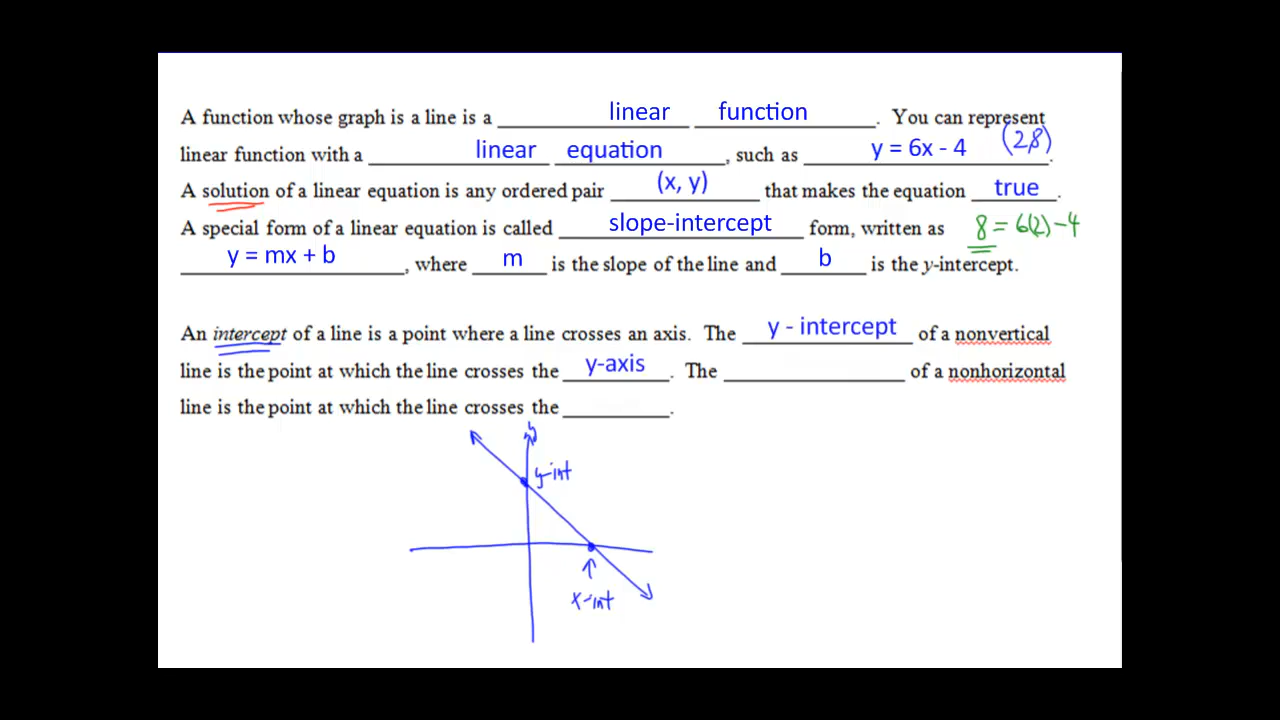 A function whose graph is a line is a linear function. You can represent
linear function with a linear equation, such as y = 6x - 4. (2,8)
A solution of a linear equation is any ordered pair (x, y) that makes the equation true.
A special form of a linear equation is called slope-intercept form, written as 8 = 6(2) - 4
y = mx + b, where m is the slope of the line and b is the y-intercept.
An intercept of a line is a point where a line crosses an axis. The y - intercept of a nonvertical
line is the point at which the line crosses the y-axis. The ____ of a nonhorizontal
line is the point at which the line crosses the ____.
y
y-int
x-int